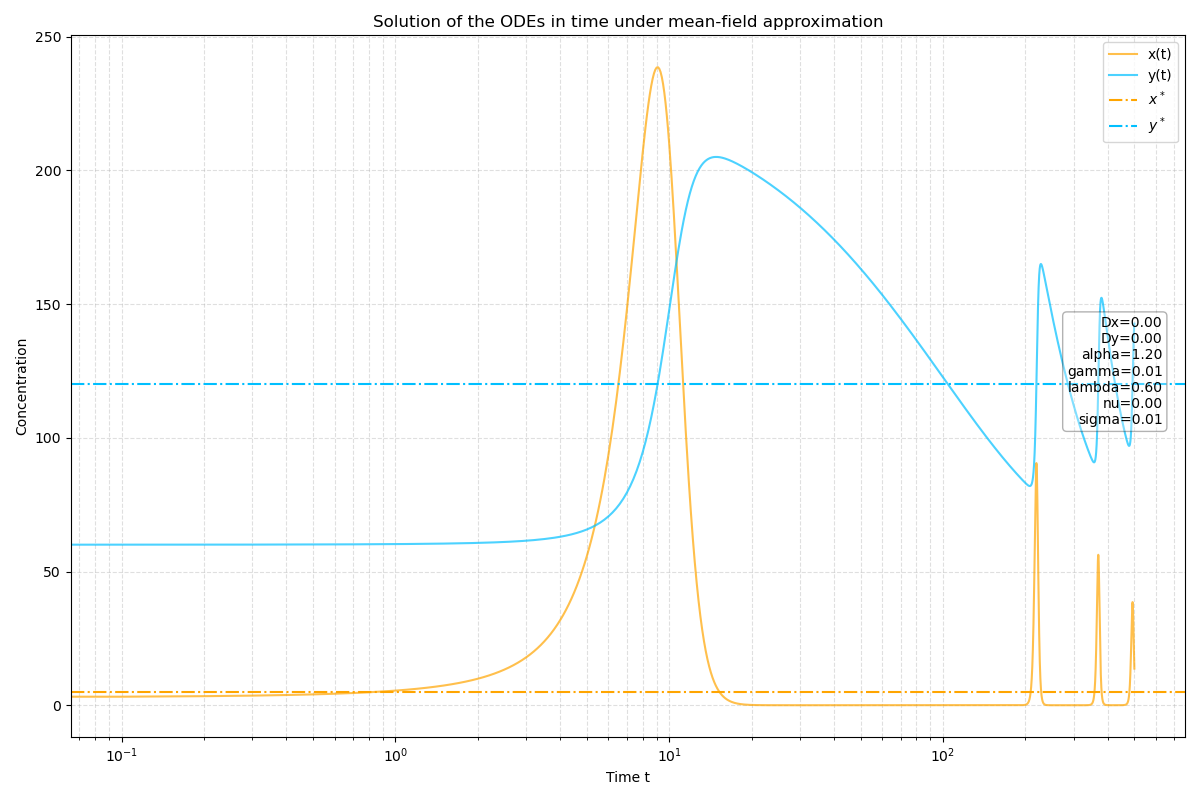 Solution of the ODEs in time under mean-field approximation
250
200
150
100
50
0
Concentration
x(t)
y(t)
x*
y*
Dx=0.00
Dy=0.00
alpha=1.20
gamma=0.01
lambda=0.60
nu=0.00
sigma=0.01
10⁻¹
10⁰
10¹
10²
Time t